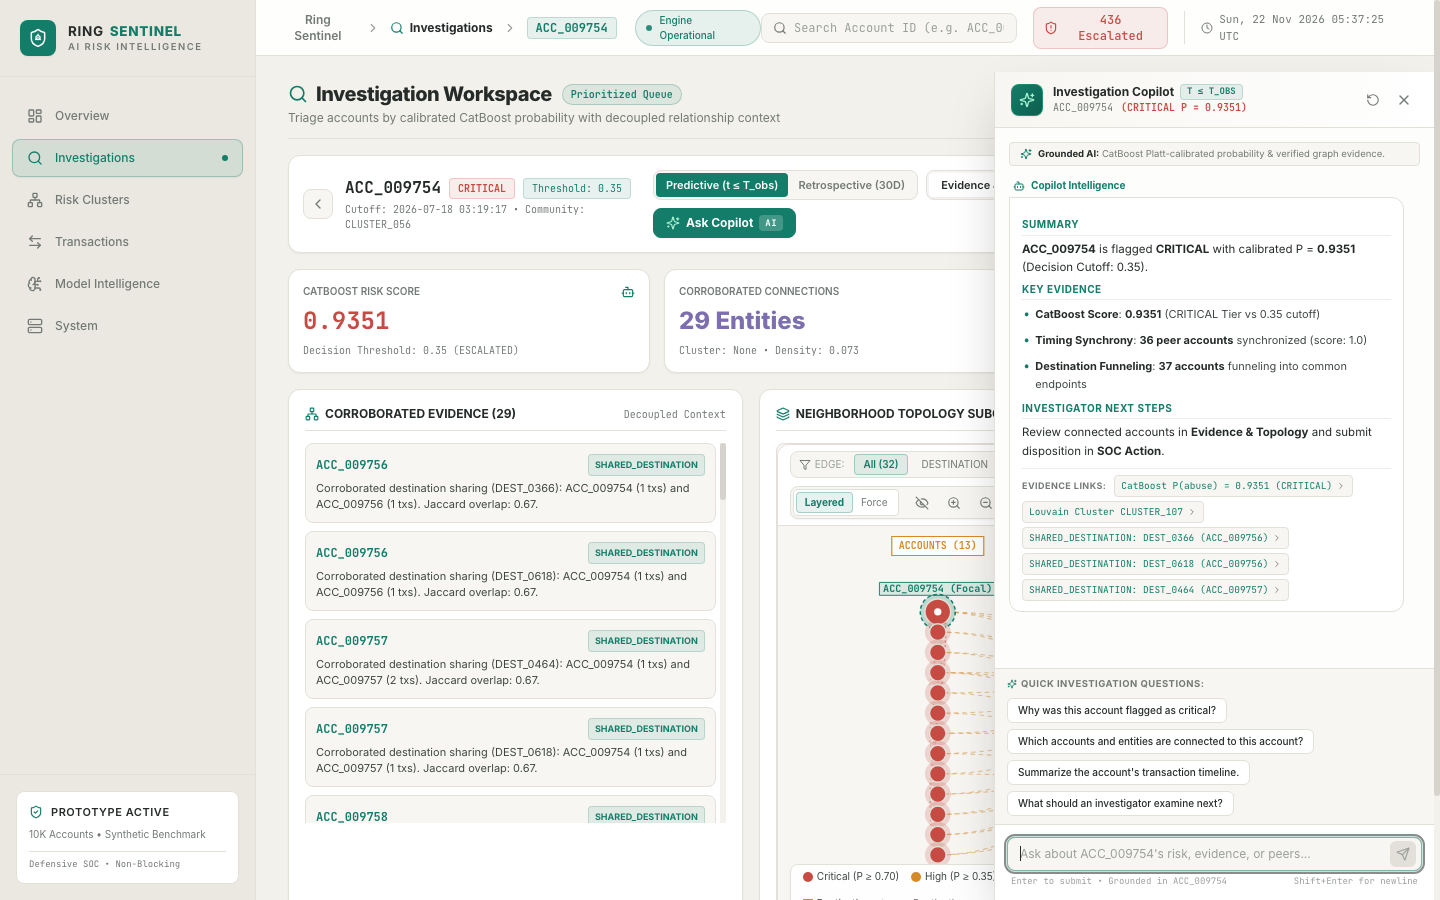 RING SENTINEL
AI RISK INTELLIGENCE
Overview
Investigations
Risk Clusters
Transactions
Model Intelligence
System
PROTOTYPE ACTIVE
10K Accounts • Synthetic Benchmark
Defensive SOC • Non-Blocking
Ring Sentinel
Investigations
ACC_009754
Engine Operational
Search Account ID (e.g. ACC_0
436 Escalated
Sun, 22 Nov 2026 05:37:25 UTC
Investigation Workspace
Prioritized Queue
Triage accounts by calibrated CatBoost probability with decoupled relationship context
ACC_009754
CRITICAL
Threshold: 0.35
Cutoff: 2026-07-18 03:19:17 • Community:
CLUSTER_056
Predictive (t ≤ T_obs)
Retrospective (30D)
Evidence
Ask Copilot AI
CATBOOST RISK SCORE
0.9351
Decision Threshold: 0.35 (ESCALATED)
CORROBORATED CONNECTIONS
29 Entities
Cluster: None • Density: 0.073
CORROBORATED EVIDENCE (29)
Decoupled Context
ACC_009756
SHARED_DESTINATION
Corroborated destination sharing (DEST_0366): ACC_009754 (1 txs) and
ACC_009756 (1 txs). Jaccard overlap: 0.67.
ACC_009756
SHARED_DESTINATION
Corroborated destination sharing (DEST_0618): ACC_009754 (1 txs) and
ACC_009756 (1 txs). Jaccard overlap: 0.67.
ACC_009757
SHARED_DESTINATION
Corroborated destination sharing (DEST_0464): ACC_009754 (1 txs) and
ACC_009757 (2 txs). Jaccard overlap: 0.67.
ACC_009757
SHARED_DESTINATION
Corroborated destination sharing (DEST_0618): ACC_009754 (1 txs) and
ACC_009757 (1 txs). Jaccard overlap: 0.67.
ACC_009758
SHARED_DESTINATION
NEIGHBORHOOD TOPOLOGY
EDGE:
All (32)
DESTINATION
Layered
Force
ACCOUNTS (13)
ACC_009754 (Focal)
Critical (P ≥ 0.70)
High (P ≥ 0.35
Investigation Copilot
T ≤ T_OBS
ACC_009754 (CRITICAL P = 0.9351)
Grounded AI: CatBoost Platt-calibrated probability & verified graph evidence.
Copilot Intelligence
SUMMARY
ACC_009754 is flagged CRITICAL with calibrated P = 0.9351
(Decision Cutoff: 0.35).
KEY EVIDENCE
• CatBoost Score: 0.9351 (CRITICAL Tier vs 0.35 cutoff)
• Timing Synchrony: 36 peer accounts synchronized (score: 1.0)
• Destination Funneling: 37 accounts funneling into common
endpoints
INVESTIGATOR NEXT STEPS
Review connected accounts in Evidence & Topology and submit
disposition in SOC Action.
EVIDENCE LINKS:
CatBoost P(abuse) = 0.9351 (CRITICAL)
Louvain Cluster CLUSTER_107
SHARED_DESTINATION: DEST_0366 (ACC_009756)
SHARED_DESTINATION: DEST_0618 (ACC_009756)
SHARED_DESTINATION: DEST_0464 (ACC_009757)
QUICK INVESTIGATION QUESTIONS:
Why was this account flagged as critical?
Which accounts and entities are connected to this account?
Summarize the account's transaction timeline.
What should an investigator examine next?
Ask about ACC_009754's risk, evidence, or peers...
Enter to submit • Grounded in ACC_009754
Shift+Enter for newline